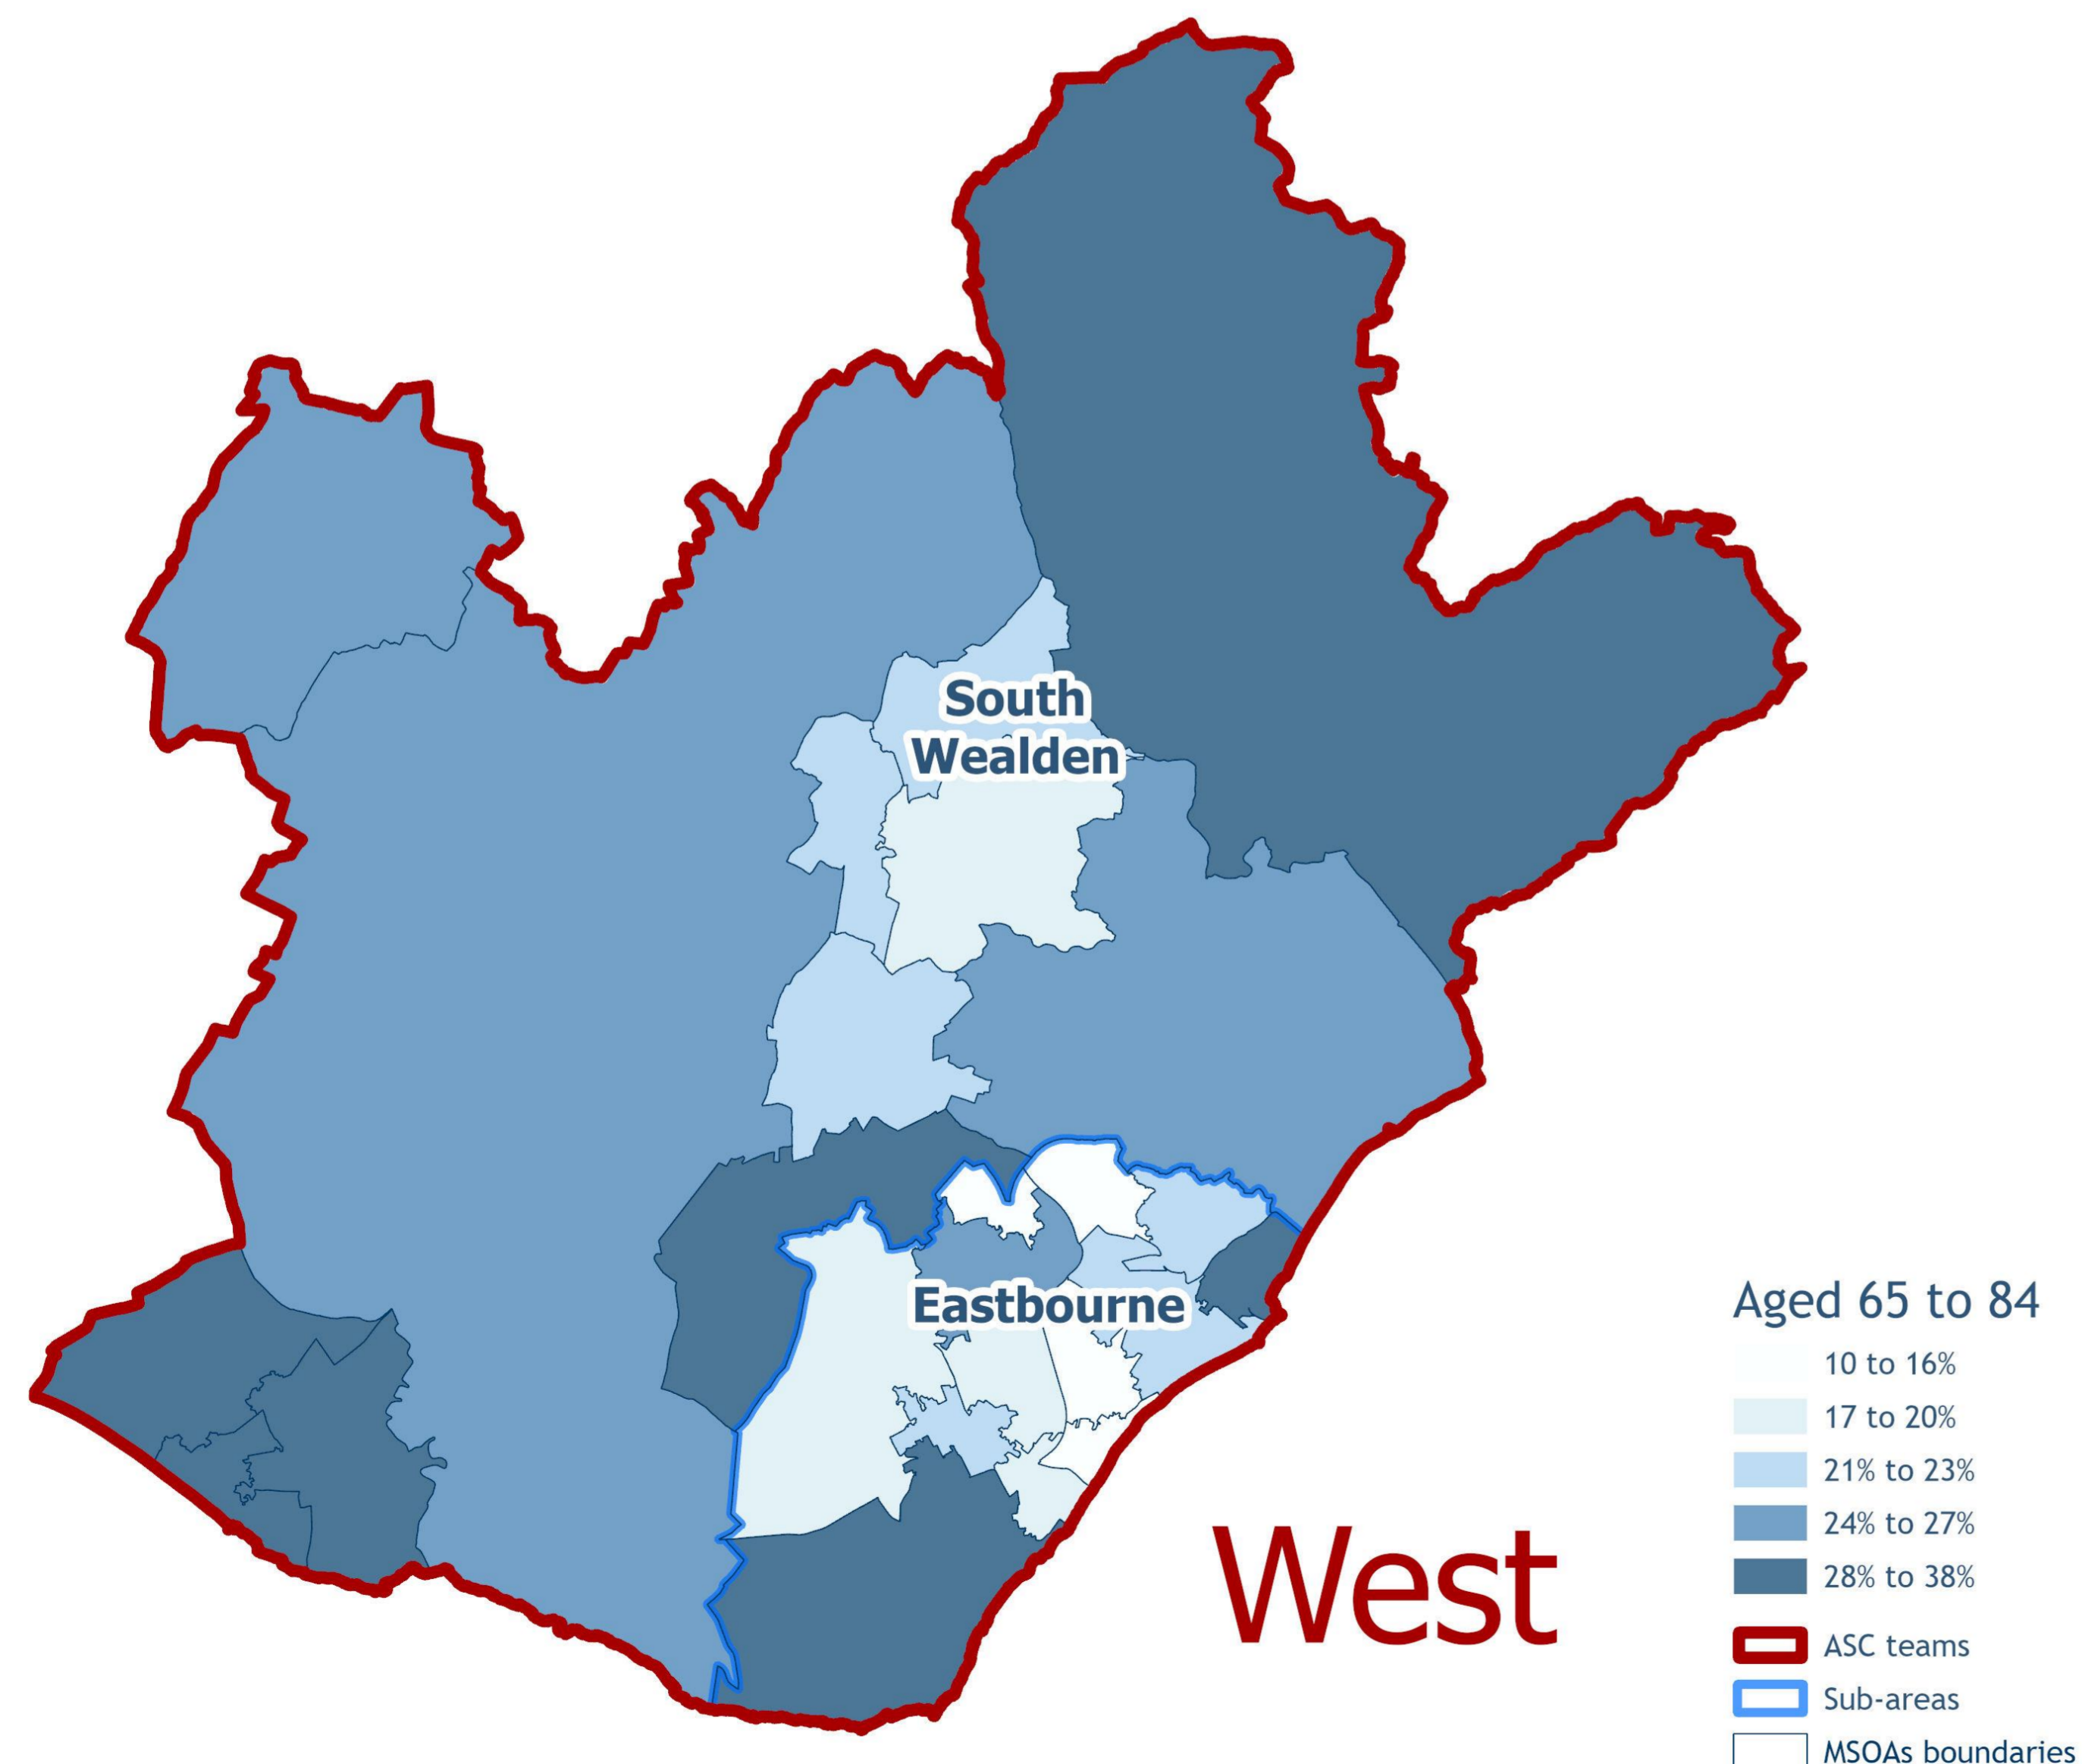 South
Wealden
Eastbourne
West
Aged 65 to 84
10 to 16%
17 to 20%
21% to 23%
24% to 27%
28% to 38%
ASC teams
Sub-areas
MSOAs boundaries